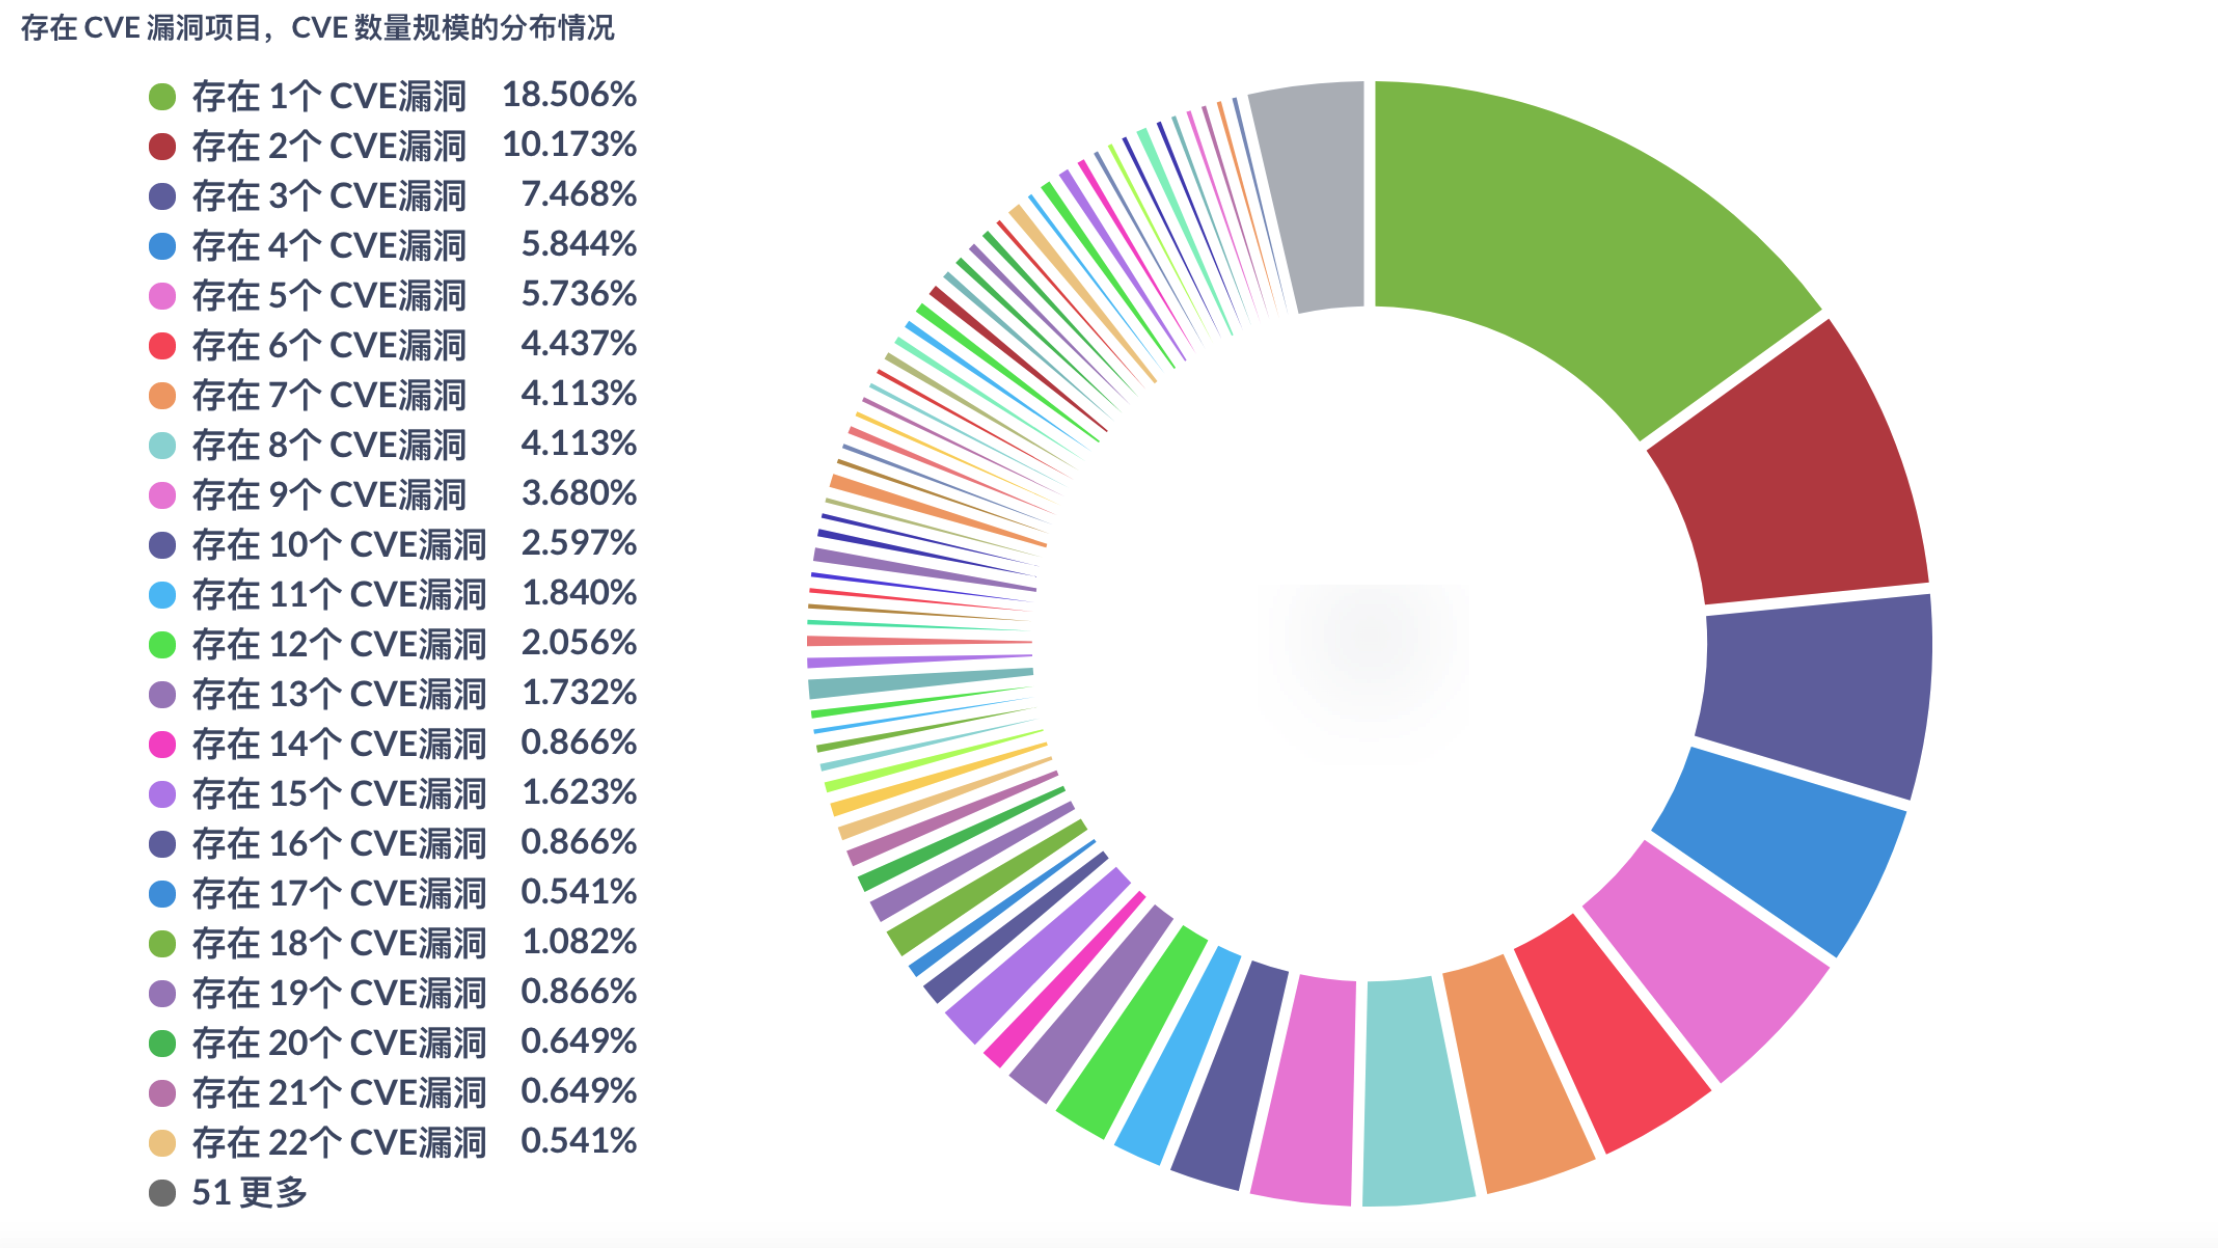 存在 CVE 漏洞项目，CVE 数量规模的分布情况
存在 1个 CVE漏洞 18.506%
存在 2个 CVE漏洞 10.173%
存在 3个 CVE漏洞 7.468%
存在 4个 CVE漏洞 5.844%
存在 5个 CVE漏洞 5.736%
存在 6个 CVE漏洞 4.437%
存在 7个 CVE漏洞 4.113%
存在 8个 CVE漏洞 4.113%
存在 9个 CVE漏洞 3.680%
存在 10个 CVE漏洞 2.597%
存在 11个 CVE漏洞 1.840%
存在 12个 CVE漏洞 2.056%
存在 13个 CVE漏洞 1.732%
存在 14个 CVE漏洞 0.866%
存在 15个 CVE漏洞 1.623%
存在 16个 CVE漏洞 0.866%
存在 17个 CVE漏洞 0.541%
存在 18个 CVE漏洞 1.082%
存在 19个 CVE漏洞 0.866%
存在 20个 CVE漏洞 0.649%
存在 21个 CVE漏洞 0.649%
存在 22个 CVE漏洞 0.541%
51 更多